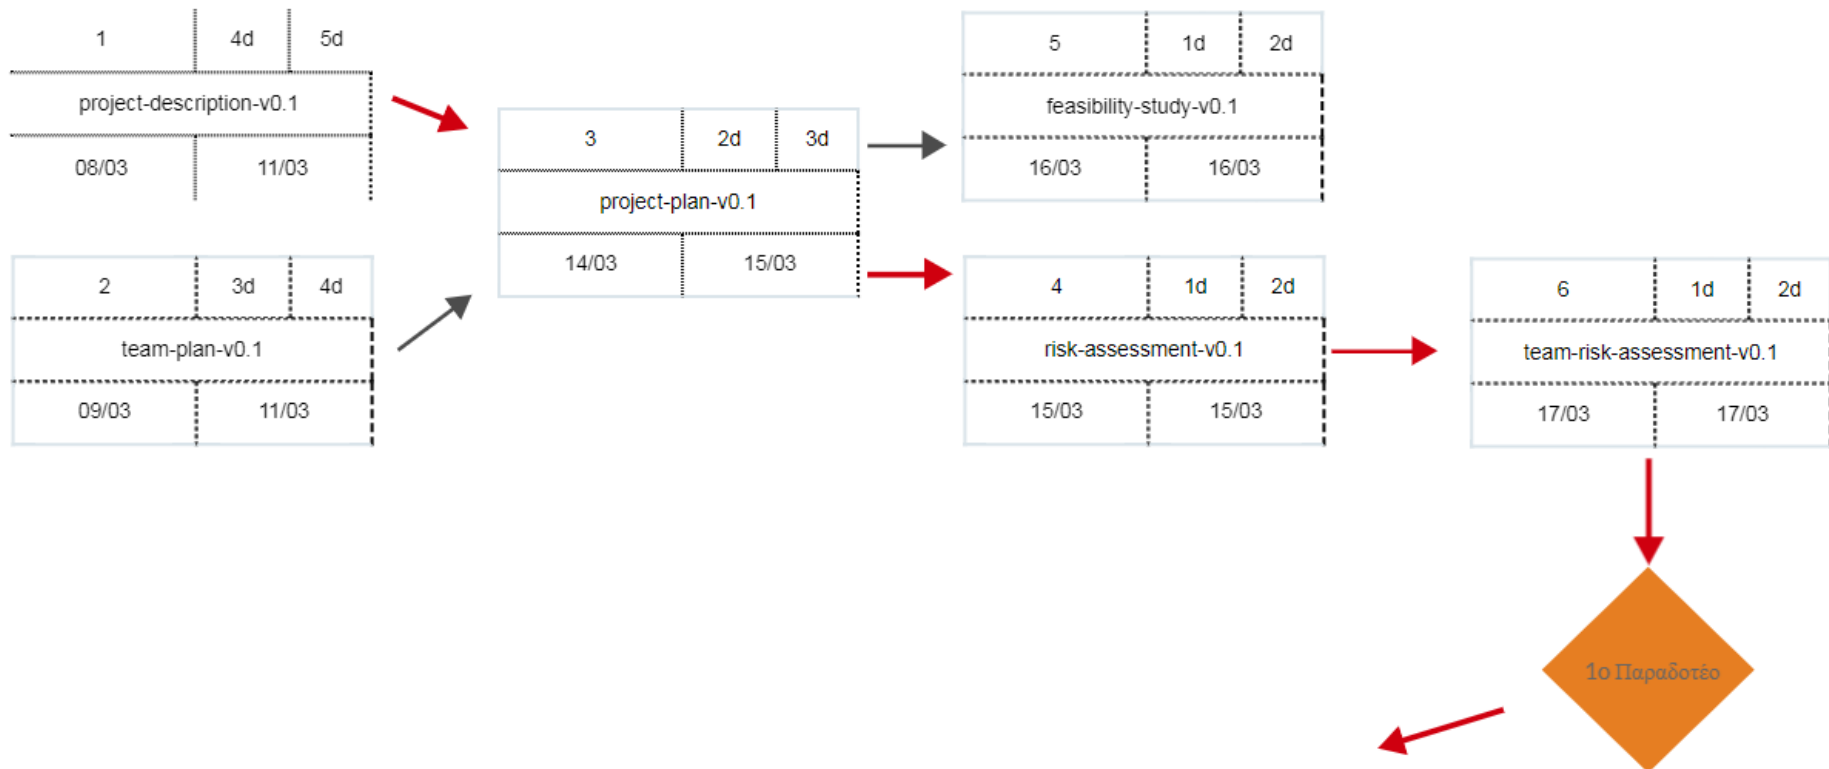 1 4d 5d
project-description-v0.1
08/03 11/03
2 3d 4d
team-plan-v0.1
09/03 11/03
3 2d 3d
project-plan-v0.1
14/03 15/03
5 1d 2d
feasibility-study-v0.1
16/03 16/03
4 1d 2d
risk-assessment-v0.1
15/03 15/03
6 1d 2d
team-risk-assessment-v0.1
17/03 17/03
1ο Παραδοτέο